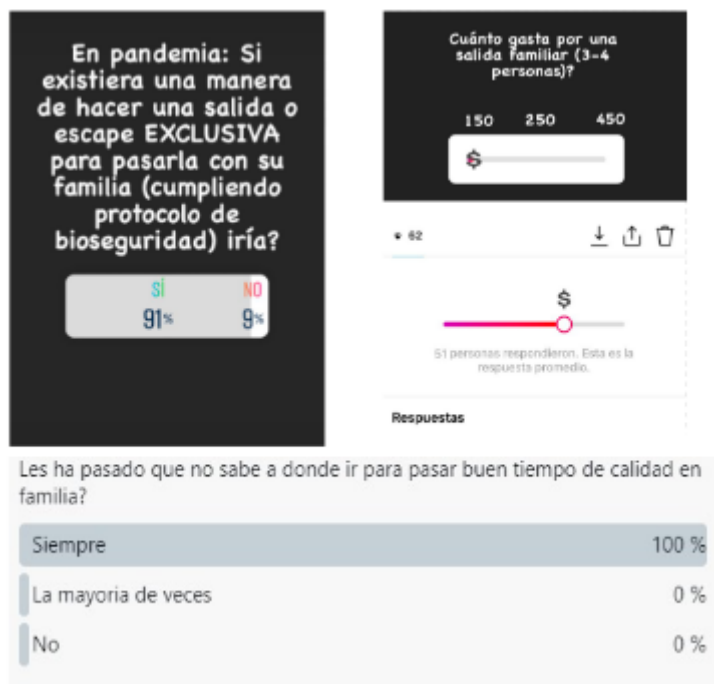 En pandemia: Si
existiera una manera
de hacer una salida o
escape EXCLUSIVA
para pasarla con su
familia (cumpliendo
protocolo de
bioseguridad) iría?
SÍ NO
91% 9%
Cuánto gasta por una
salida familiar (3-4
personas)?
150 250 450
$
62
$
51 personas respondieron. Esta es la
respuesta promedio.
Respuestas
Les ha pasado que no sabe a donde ir para pasar buen tiempo de calidad en
familia?
Siempre 100 %
La mayoria de veces 0 %
No 0 %